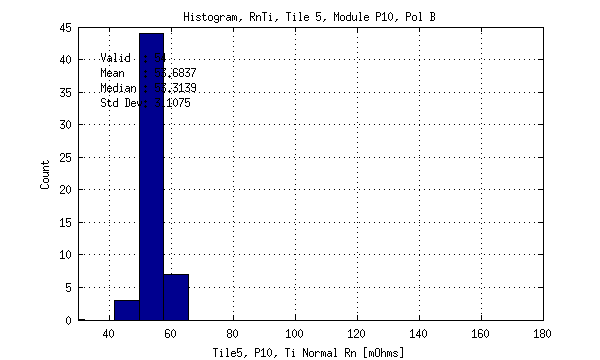 Histogram, RnTi, Tile 5, Module P10, Pol B
45
40
35
30
25
20
15
10
5
0
Count
Valid
Mean
Median
Std Dev:
40 60 80 100 120 140 160 180
Tile5, P10, Ti Normal Rn [mOhms]